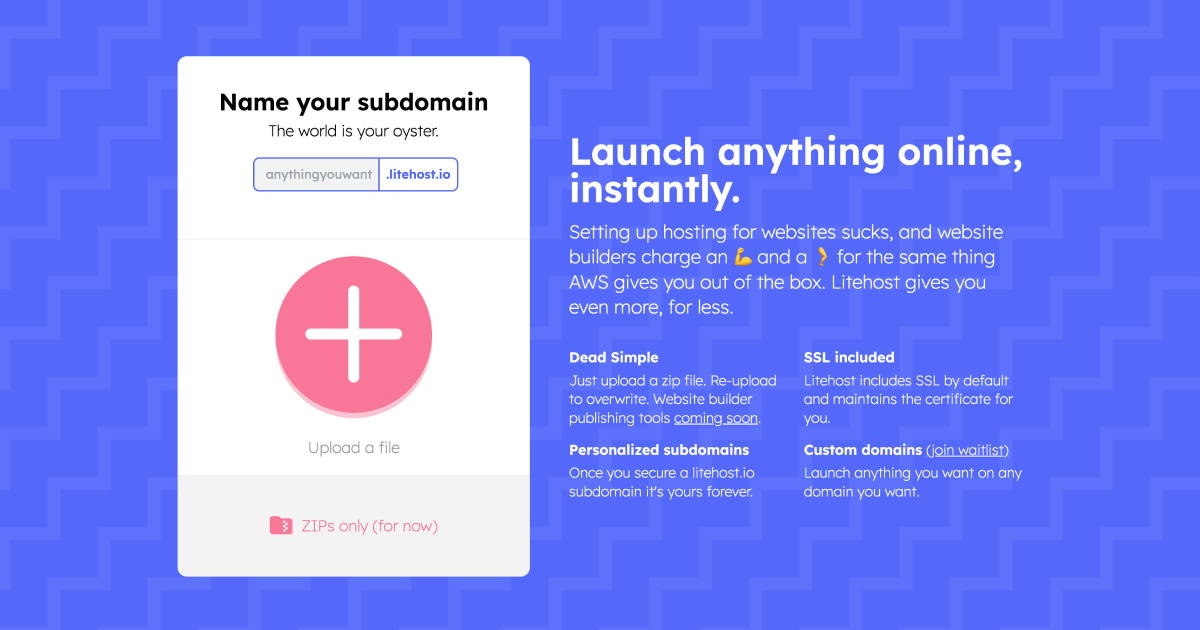 Name your subdomain
The world is your oyster.
anythingyouwant .litehost.io
Upload a file
ZIPs only (for now)
Launch anything online,
instantly.
Setting up hosting for websites sucks, and website
builders charge an 💪 and a 🦵 for the same thing
AWS gives you out of the box. Litehost gives you
even more, for less.
Dead Simple
Just upload a zip file. Re-upload
to overwrite. Website builder
publishing tools coming soon.
SSL included
Litehost includes SSL by default
and maintains the certificate for
you.
Personalized subdomains
Once you secure a litehost.io
subdomain it's yours forever.
Custom domains (join waitlist)
Launch anything you want on any
domain you want.